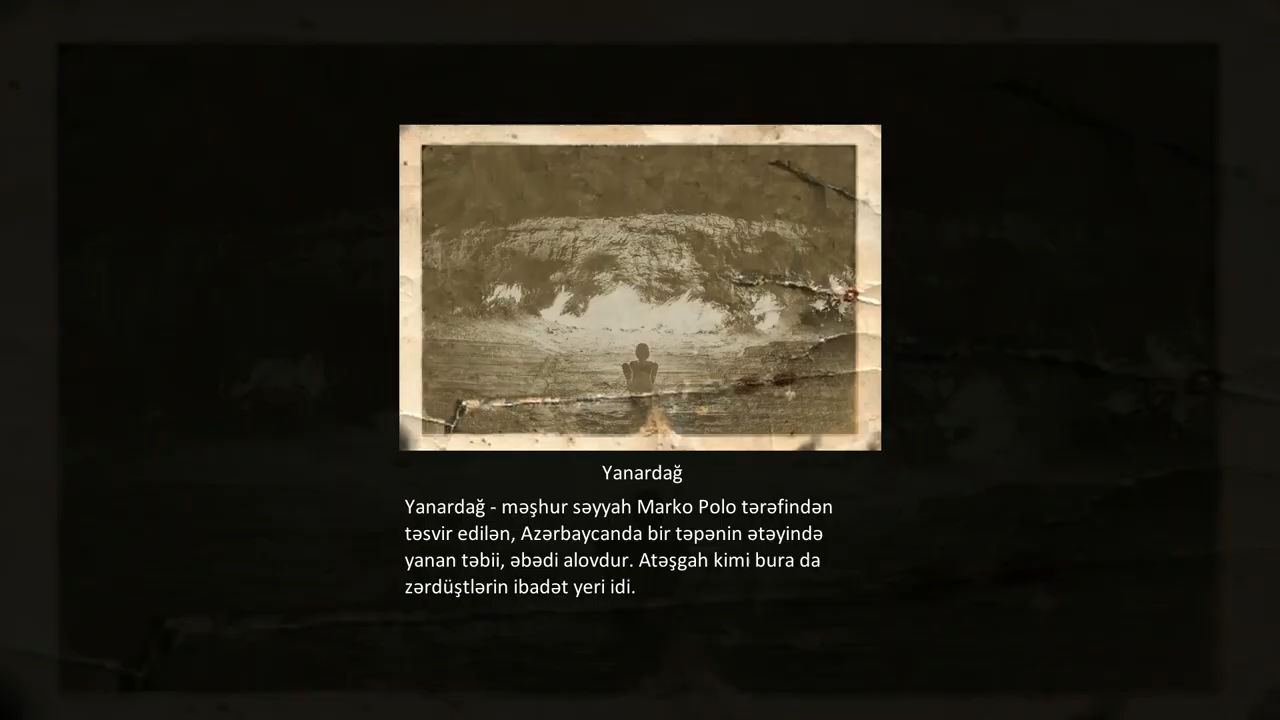 Yanardağ
Yanardağ - məşhur səyyah Marko Polo tərəfindən
təsvir edilən, Azərbaycanda bir təpənin ətəyində
yanan təbii, əbədi alovdur. Atəşgah kimi bura da
zərdüştlərin ibadət yeri idi.